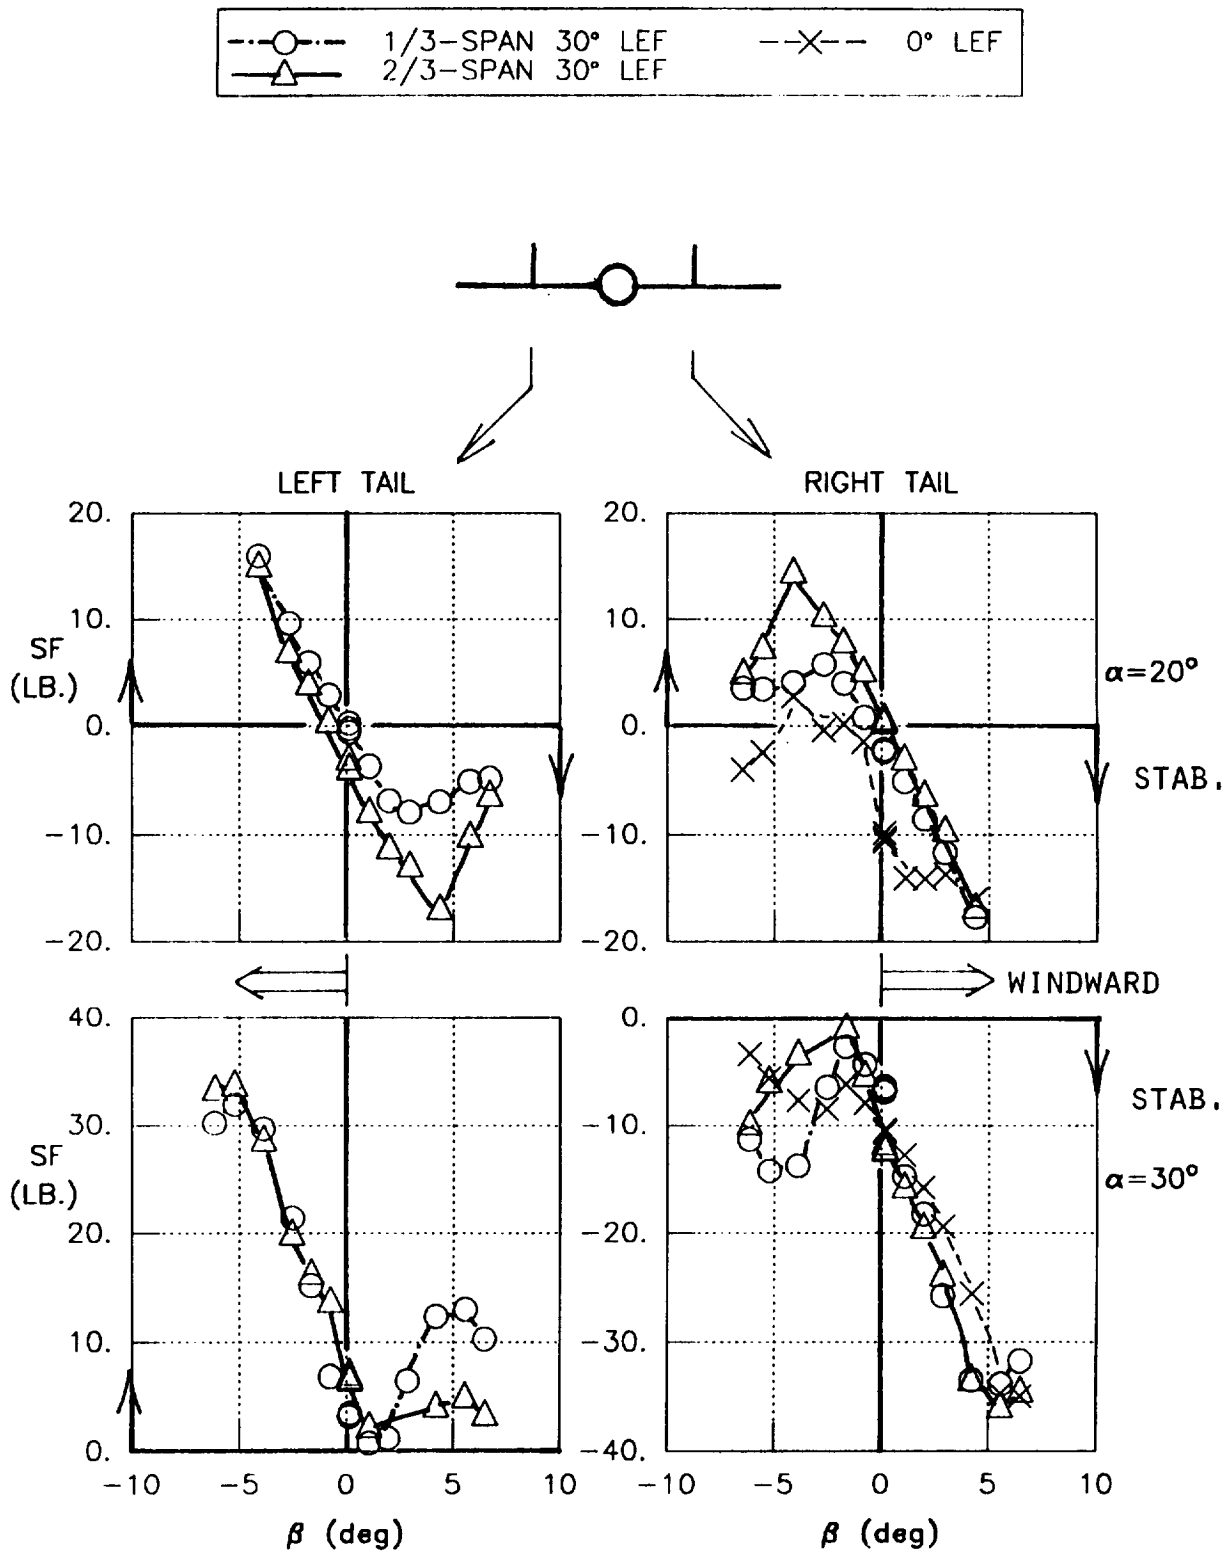 1/3-SPAN 30° LEF
0° LEF
2/3-SPAN 30° LEF
LEFT TAIL
RIGHT TAIL
20.
10.
0.
-10.
-20.
SF
(LB.)
20.
10.
0.
-10.
-20.
α=20°
STAB.
WINDWARD
40.
30.
20.
10.
0.
SF
(LB.)
-10
-5
0
5
10
β (deg)
0.
-10.
-20.
-30.
-40.
STAB.
α=30°
-10
-5
0
5
10
β (deg)